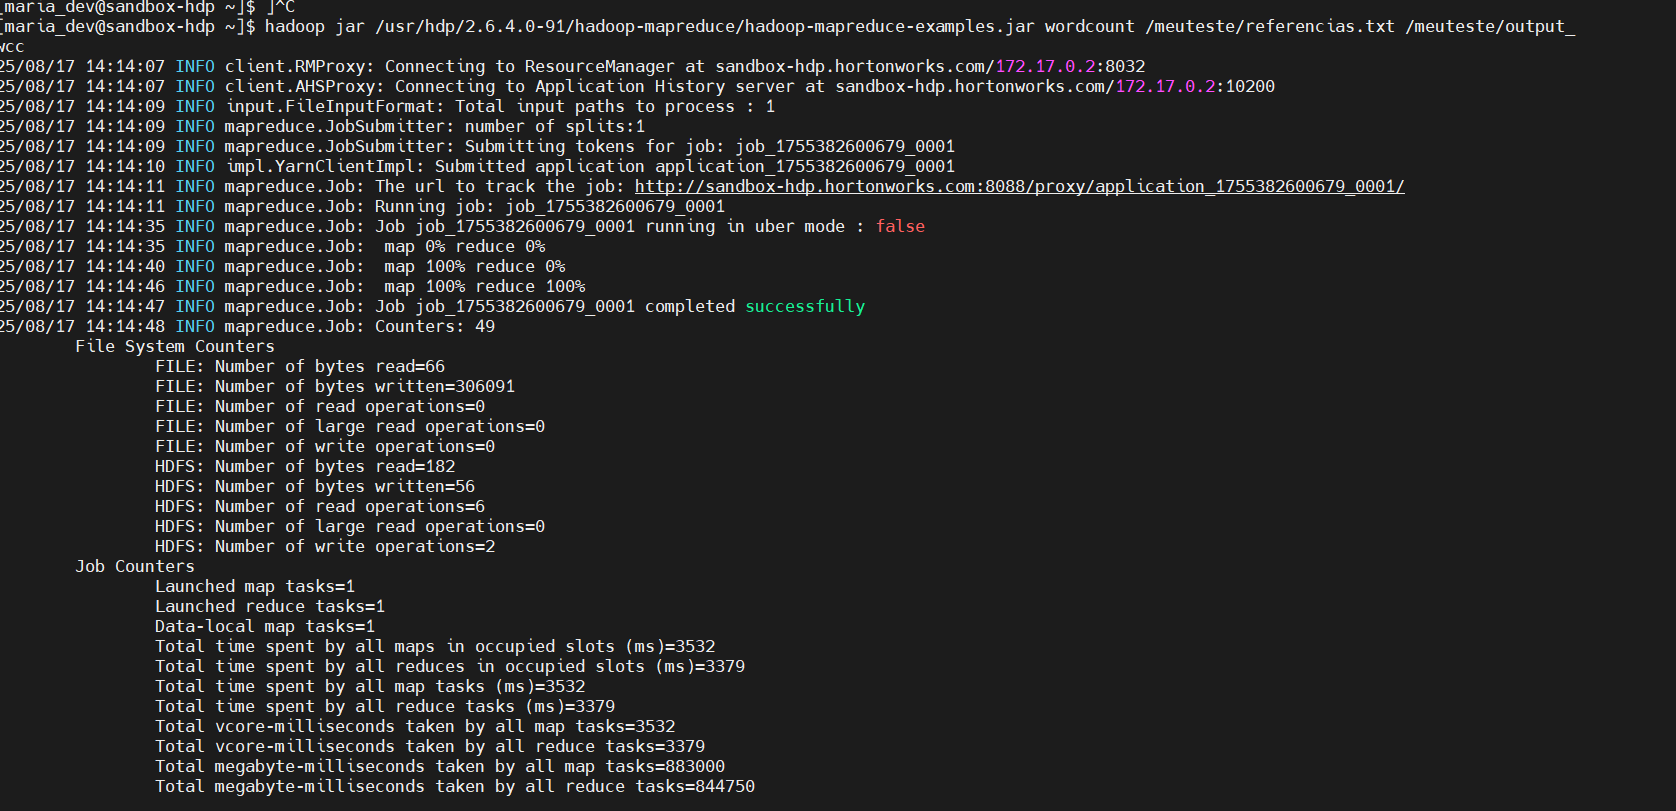 [maria_dev@sandbox-hdp ~]$ ]^C
[maria_dev@sandbox-hdp ~]$ hadoop jar /usr/hdp/2.6.4.0-91/hadoop-mapreduce/hadoop-mapreduce-examples.jar wordcount /meuteste/referencias.txt /meuteste/output_
wcc
25/08/17 14:14:07 INFO client.RMProxy: Connecting to ResourceManager at sandbox-hdp.hortonworks.com/172.17.0.2:8032
25/08/17 14:14:07 INFO client.AHSProxy: Connecting to Application History server at sandbox-hdp.hortonworks.com/172.17.0.2:10200
25/08/17 14:14:09 INFO input.FileInputFormat: Total input paths to process : 1
25/08/17 14:14:09 INFO mapreduce.JobSubmitter: number of splits:1
25/08/17 14:14:09 INFO mapreduce.JobSubmitter: Submitting tokens for job: job_1755382600679_0001
25/08/17 14:14:10 INFO impl.YarnClientImpl: Submitted application application_1755382600679_0001
25/08/17 14:14:11 INFO mapreduce.Job: The url to track the job: http://sandbox-hdp.hortonworks.com:8088/proxy/application_1755382600679_0001/
25/08/17 14:14:11 INFO mapreduce.Job: Running job: job_1755382600679_0001
25/08/17 14:14:35 INFO mapreduce.Job: Job job_1755382600679_0001 running in uber mode : false
25/08/17 14:14:35 INFO mapreduce.Job:  map 0% reduce 0%
25/08/17 14:14:40 INFO mapreduce.Job:  map 100% reduce 0%
25/08/17 14:14:46 INFO mapreduce.Job:  map 100% reduce 100%
25/08/17 14:14:47 INFO mapreduce.Job: Job job_1755382600679_0001 completed successfully
25/08/17 14:14:48 INFO mapreduce.Job: Counters: 49
File System Counters
FILE: Number of bytes read=66
FILE: Number of bytes written=306091
FILE: Number of read operations=0
FILE: Number of large read operations=0
FILE: Number of write operations=0
HDFS: Number of bytes read=182
HDFS: Number of bytes written=56
HDFS: Number of read operations=6
HDFS: Number of large read operations=0
HDFS: Number of write operations=2
Job Counters
Launched map tasks=1
Launched reduce tasks=1
Data-local map tasks=1
Total time spent by all maps in occupied slots (ms)=3532
Total time spent by all reduces in occupied slots (ms)=3379
Total time spent by all map tasks (ms)=3532
Total time spent by all reduce tasks (ms)=3379
Total vcore-milliseconds taken by all map tasks=3532
Total vcore-milliseconds taken by all reduce tasks=3379
Total megabyte-milliseconds taken by all map tasks=883000
Total megabyte-milliseconds taken by all reduce tasks=844750